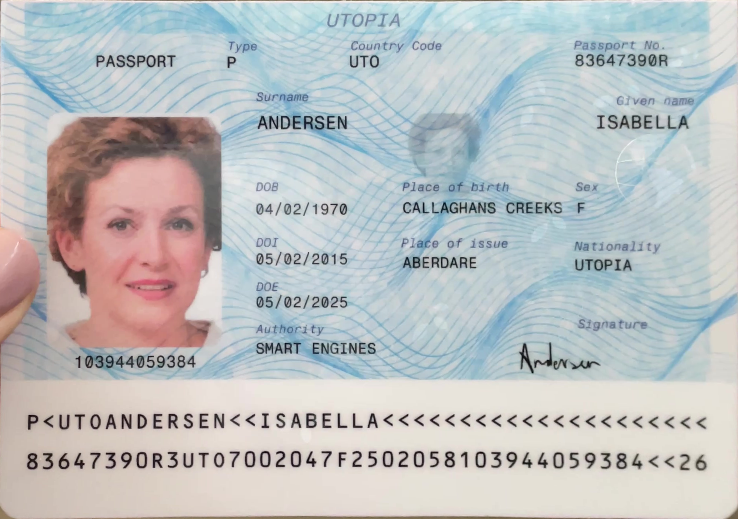 UTOPIA
Type Country Code Passport No.
PASSPORT P UTO 83647390R
Surname Given name
ANDERSEN ISABELLA
DOB Place of birth Sex
04/02/1970 CALLAGHANS CREEKS F
DOI Place of issue Nationality
05/02/2015 ABERDARE UTOPIA
DOE
05/02/2025
Authority Signature
SMART ENGINES Andersen
103944059384
P<UTOANDERSEN<<ISABELLA<<<<<<<<<<<<<<<<<<<<<
83647390R3UTO7002047F2502058103944059384<<26